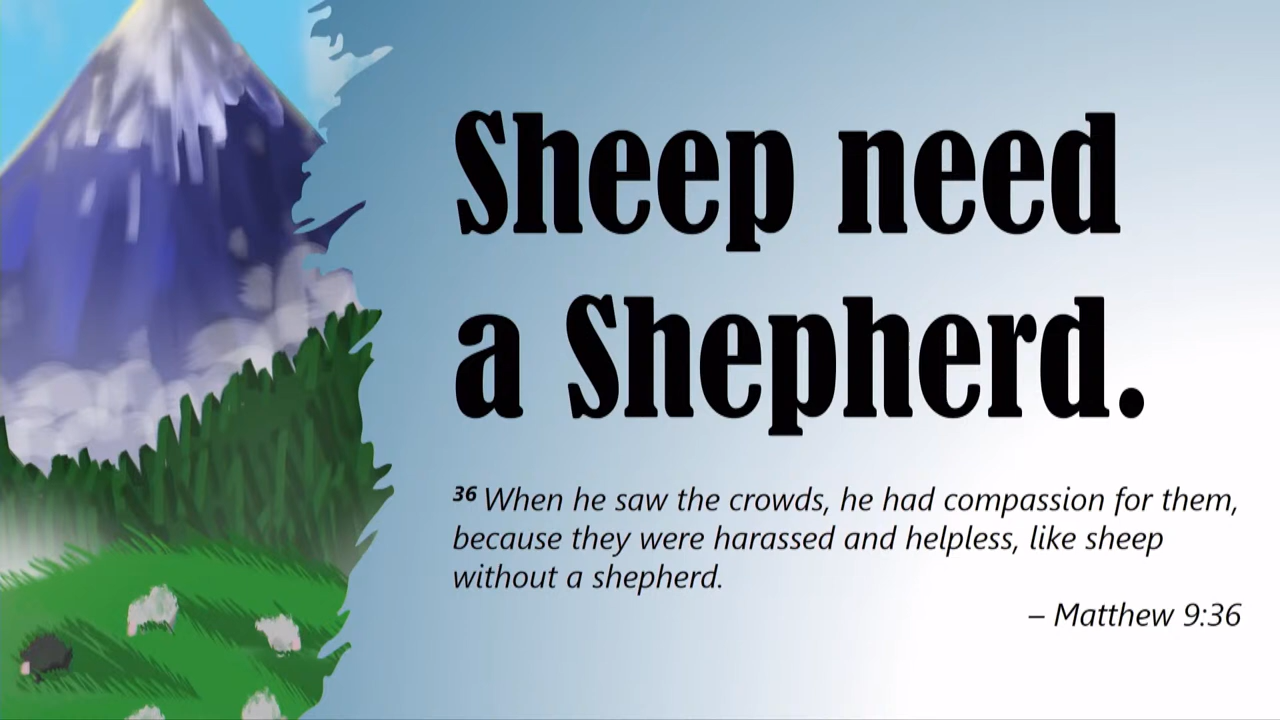 Sheep need
a Shepherd.
36 When he saw the crowds, he had compassion for them,
because they were harassed and helpless, like sheep
without a shepherd.
– Matthew 9:36